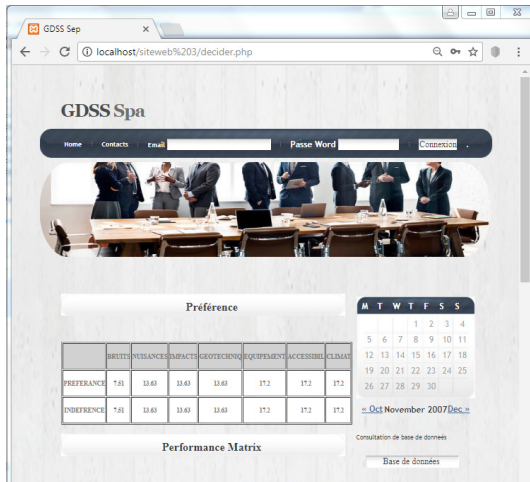 GDSS Sep
localhost/siteweb%203/decider.php
GDSS Spa
Home Contacts Email Passe Word Connexion .
Préférence
BRUITS NUISANCES IMPACTS GEOTECHNIQ EQUIPEMENT ACCESSIBIL CLIMAT
PREFERANCE 7.51 13.63 13.63 13.63 17.2 17.2 17.2
INDEFRENCE 7.51 13.63 13.63 13.63 17.2 17.2 17.2
Performance Matrix
M T W T F S S
1 2 3 4
5 6 7 8 9 10 11
12 13 14 15 16 17 18
19 20 21 22 23 24 25
26 27 28 29 30
« Oct November 2007 Dec »
Consultation de base de donneés
Base de données